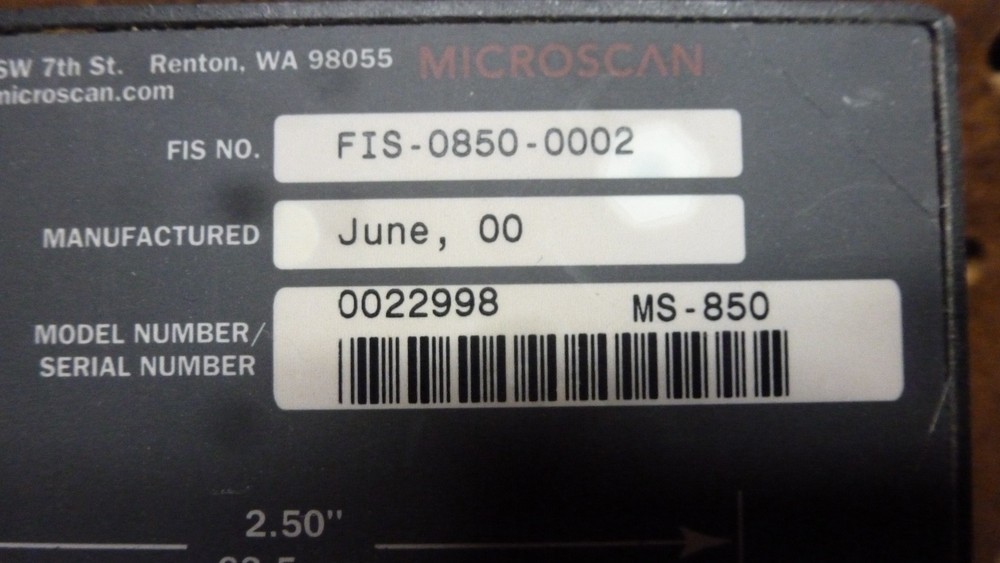 SW 7th St. Renton, WA 98055 MICROSCAN
microscan.com
FIS NO. FIS-0850-0002
MANUFACTURED June, 00
0022998 MS-850
MODEL NUMBER/
SERIAL NUMBER
2.50"